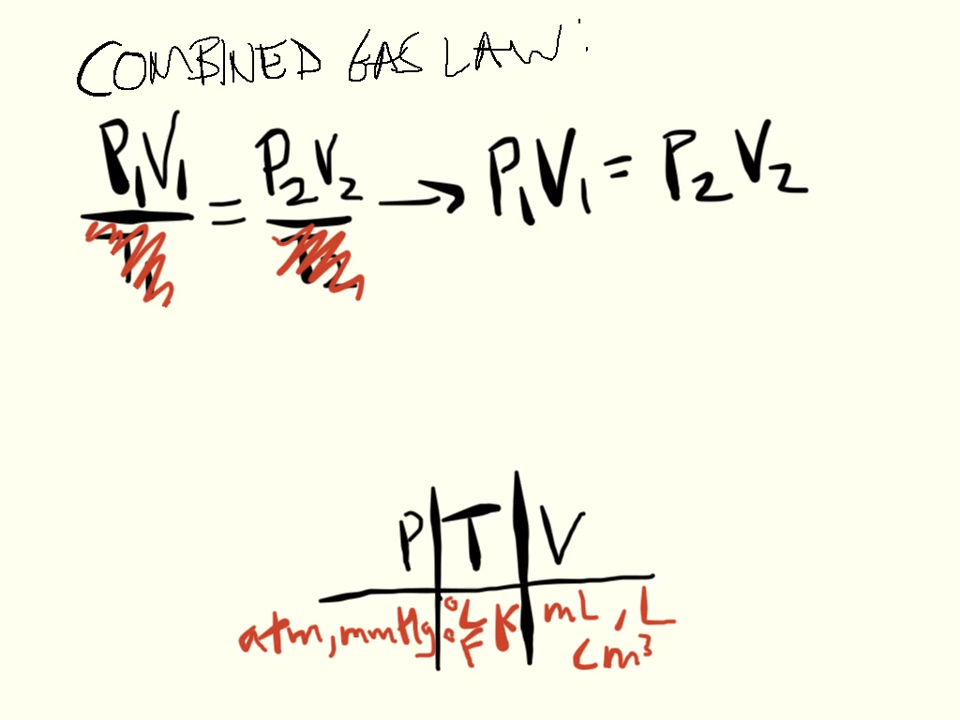 COMBINED GAS LAW:
P₁V₁ / T₁ = P₂V₂ / T₂ → P₁V₁ = P₂V₂
P T V
atm, mmHg °C °F K mL, L cm³